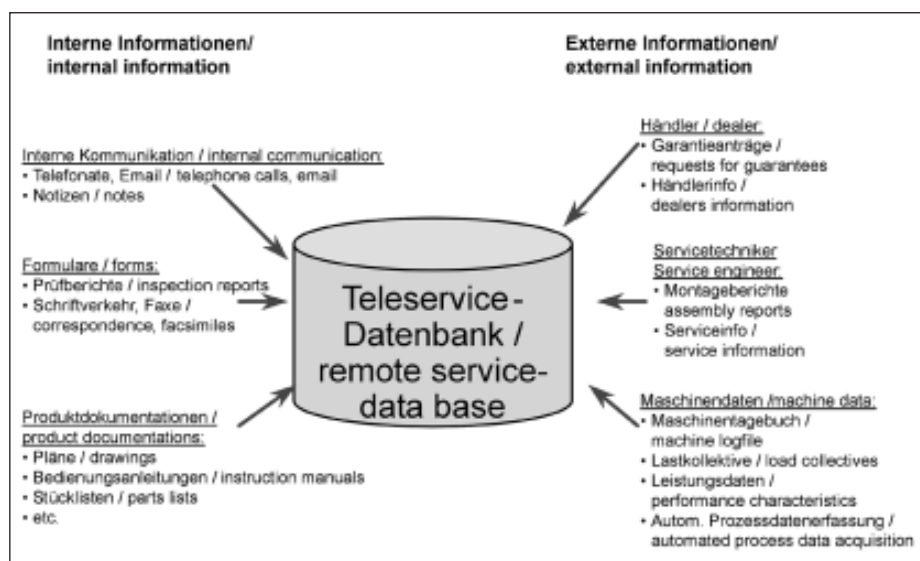 Interne Informationen/
internal information
Externe Informationen/
external information
Interne Kommunikation / internal communication:
• Telefonate, Email / telephone calls, email
• Notizen / notes
Formulare / forms:
• Prüfberichte / inspection reports
• Schriftverkehr, Faxe /
correspondence, facsimiles
Produktdokumentationen /
product documentations:
• Pläne / drawings
• Bedienungsanleitungen / instruction manuals
• Stücklisten / parts lists
• etc.
Teleservice-
Datenbank /
remote service-
data base
Händler / dealer:
• Garantieanträge /
requests for guarantees
• Händlerinfo /
dealers information
Servicetechniker
Service engineer:
• Montageberichte
assembly reports
• Serviceinfo /
service information
Maschinendaten /machine data:
• Maschinentagebuch /
machine logfile
• Lastkollektive / load collectives
• Leistungsdaten /
performance characteristics
• Autom. Prozessdatenerfassung /
automated process data acquisition